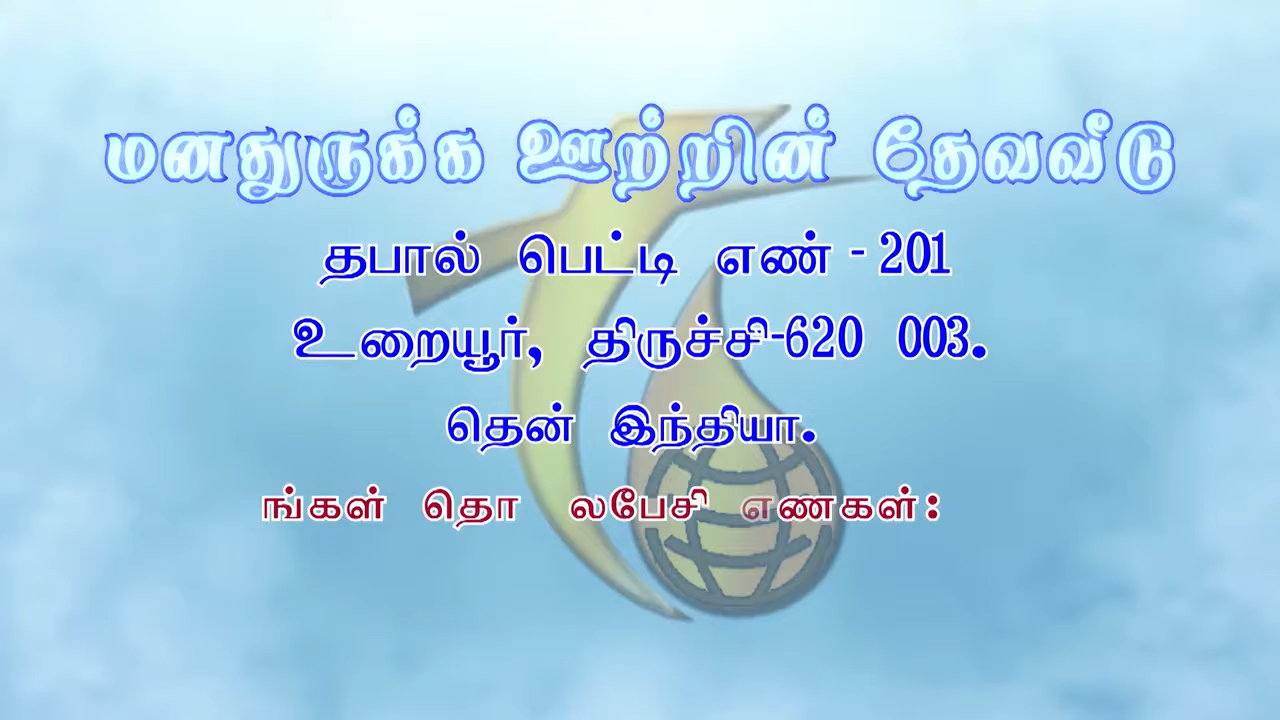 மனதுருக்க ஊற்றின் தேவவீடு
தபால் பெட்டி எண் - 201
உறையூர், திருச்சி-620 003.
தென் இந்தியா.
ங்கள் தொ லபேசி எணகள்: